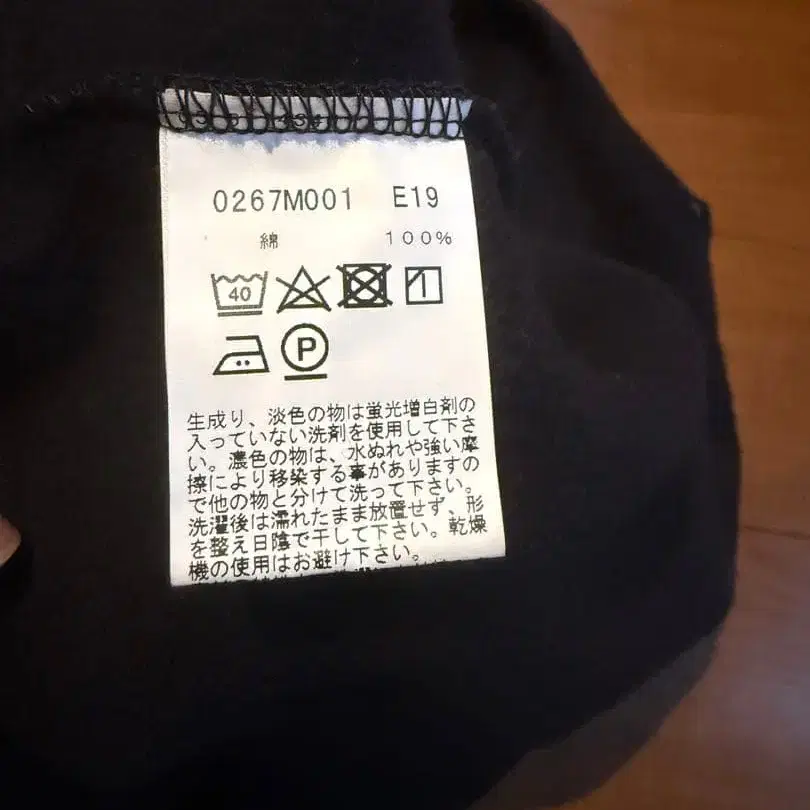 0267M001 E19
綿 100%
40
P
生成り、淡色の物は蛍光増白剤の
入っていない洗剤を使用して下さ
い。濃色の物は、水ぬれや強い摩
擦により移染する事がありますの
で他の物と分けて洗って下さい。
洗濯後は濡れたまま放置せず、形
を整え日陰で干して下さい。乾燥
機の使用はお避け下さい。